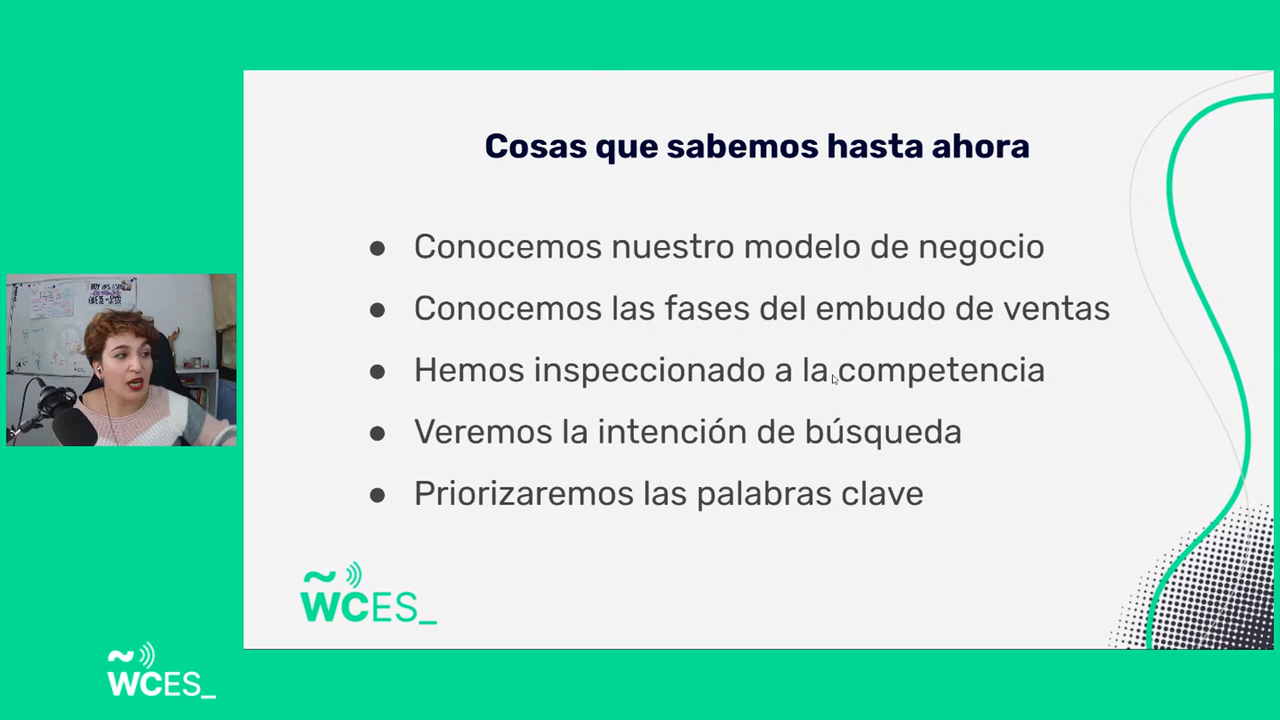 Cosas que sabemos hasta ahora
● Conocemos nuestro modelo de negocio
● Conocemos las fases del embudo de ventas
● Hemos inspeccionado a la competencia
● Veremos la intención de búsqueda
● Priorizaremos las palabras clave
WCES_
WCES_